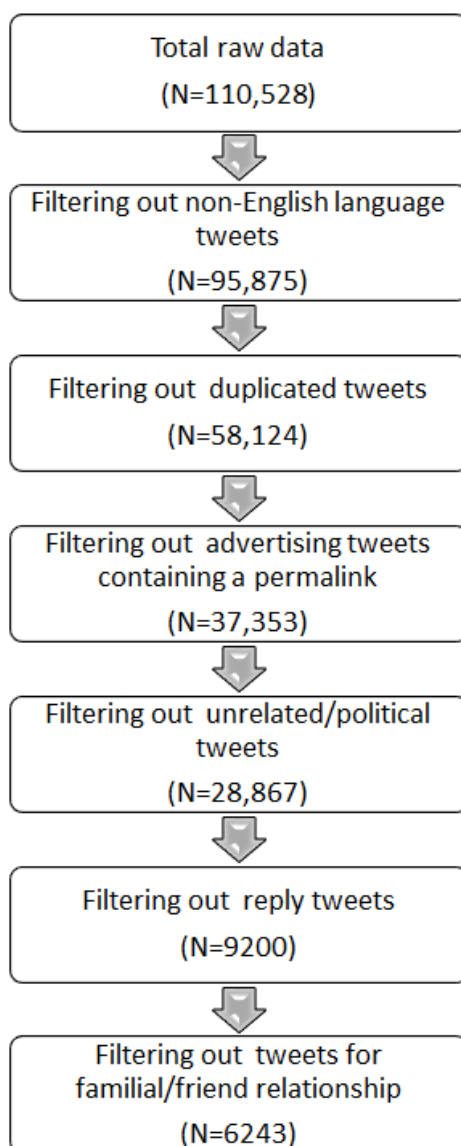 Total raw data
(N=110,528)
Filtering out non-English language
tweets
(N=95,875)
Filtering out duplicated tweets
(N=58,124)
Filtering out advertising tweets
containing a permalink
(N=37,353)
Filtering out unrelated/political
tweets
(N=28,867)
Filtering out reply tweets
(N=9200)
Filtering out tweets for
familial/friend relationship
(N=6243)